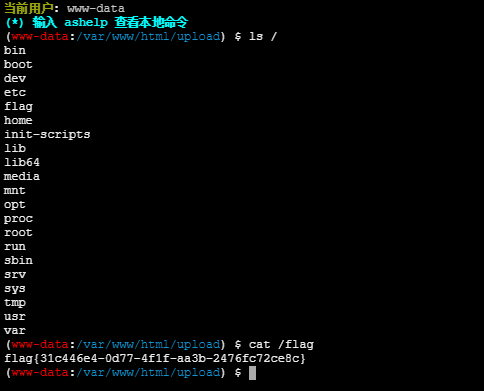 当前用户: www-data
(*) 输入 ashelp 查看本地命令
(www-data:/var/www/html/upload) $ ls /
bin
boot
dev
etc
flag
home
init-scripts
lib
lib64
media
mnt
opt
proc
root
run
sbin
srv
sys
tmp
usr
var
(www-data:/var/www/html/upload) $ cat /flag
flag{31c446e4-0d77-4f1f-aa3b-2476fc72ce8c}
(www-data:/var/www/html/upload) $